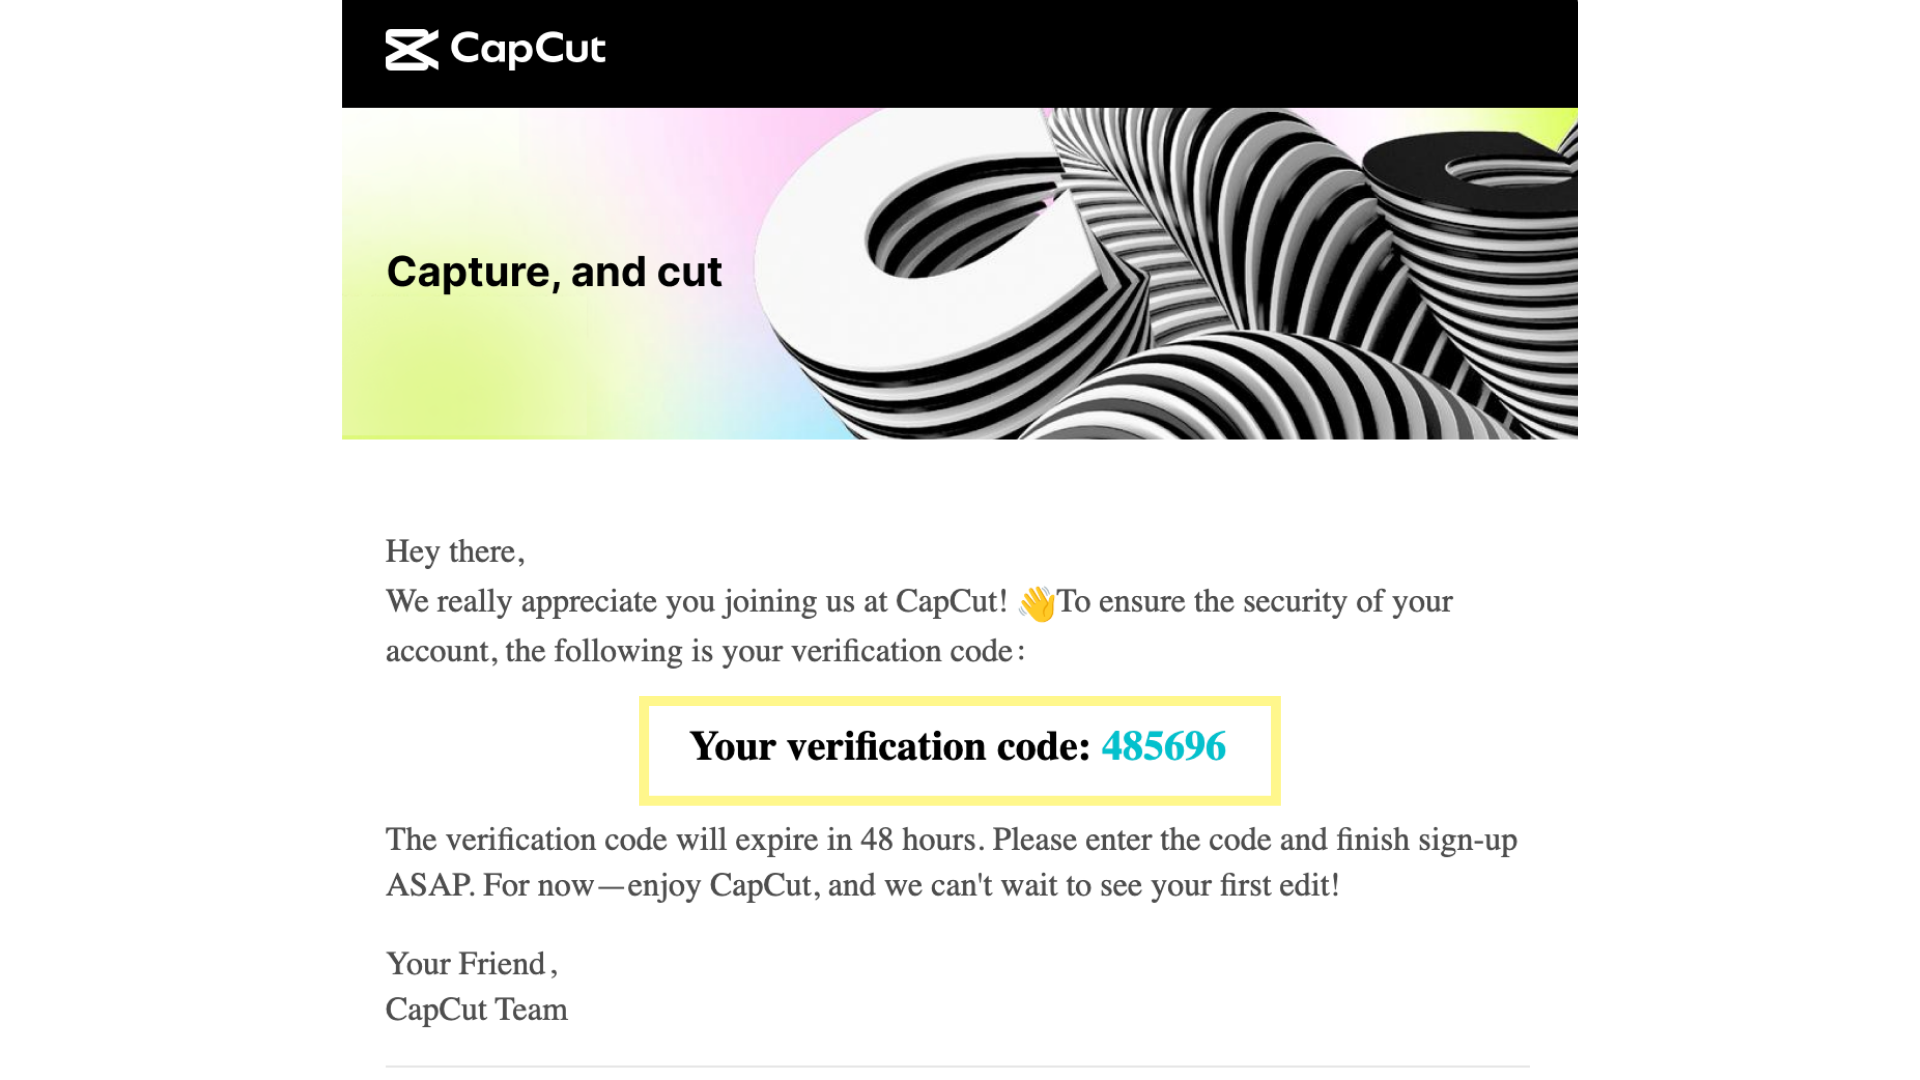 CapCut
Capture, and cut
Hey there,
We really appreciate you joining us at CapCut! 👋To ensure the security of your
account, the following is your verification code:
Your verification code: 485696
The verification code will expire in 48 hours. Please enter the code and finish sign-up
ASAP. For now—enjoy CapCut, and we can't wait to see your first edit!
Your Friend,
CapCut Team